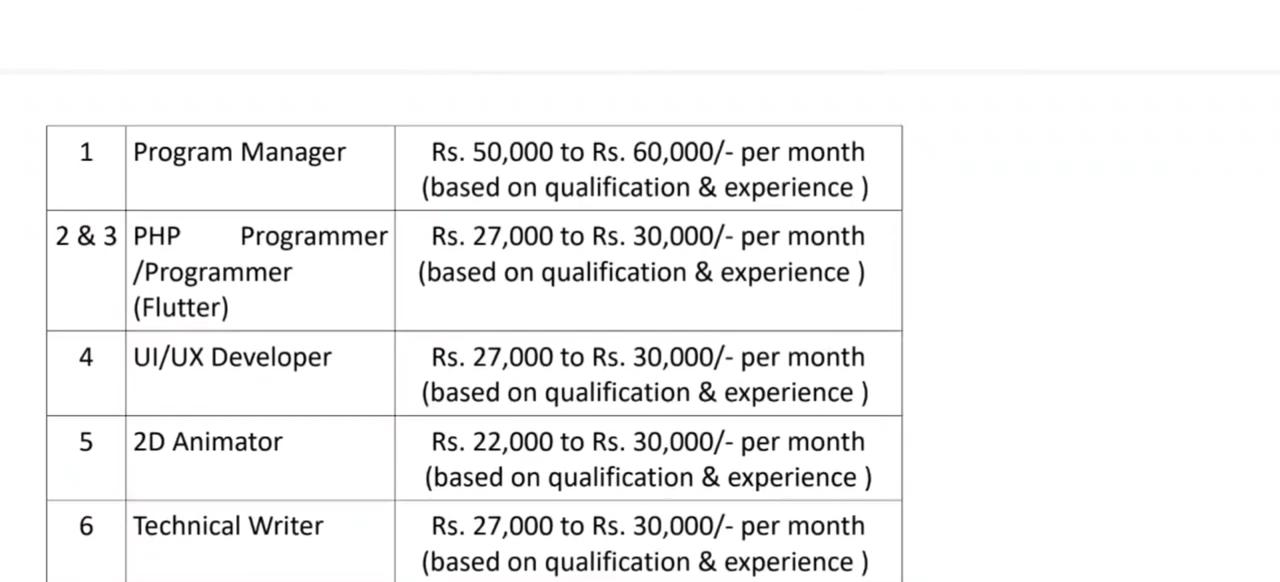 1 Program Manager Rs. 50,000 to Rs. 60,000/- per month
(based on qualification & experience )
2 & 3 PHP Programmer Rs. 27,000 to Rs. 30,000/- per month
/Programmer (based on qualification & experience )
(Flutter)
4 UI/UX Developer Rs. 27,000 to Rs. 30,000/- per month
(based on qualification & experience )
5 2D Animator Rs. 22,000 to Rs. 30,000/- per month
(based on qualification & experience )
6 Technical Writer Rs. 27,000 to Rs. 30,000/- per month
(based on qualification & experience )